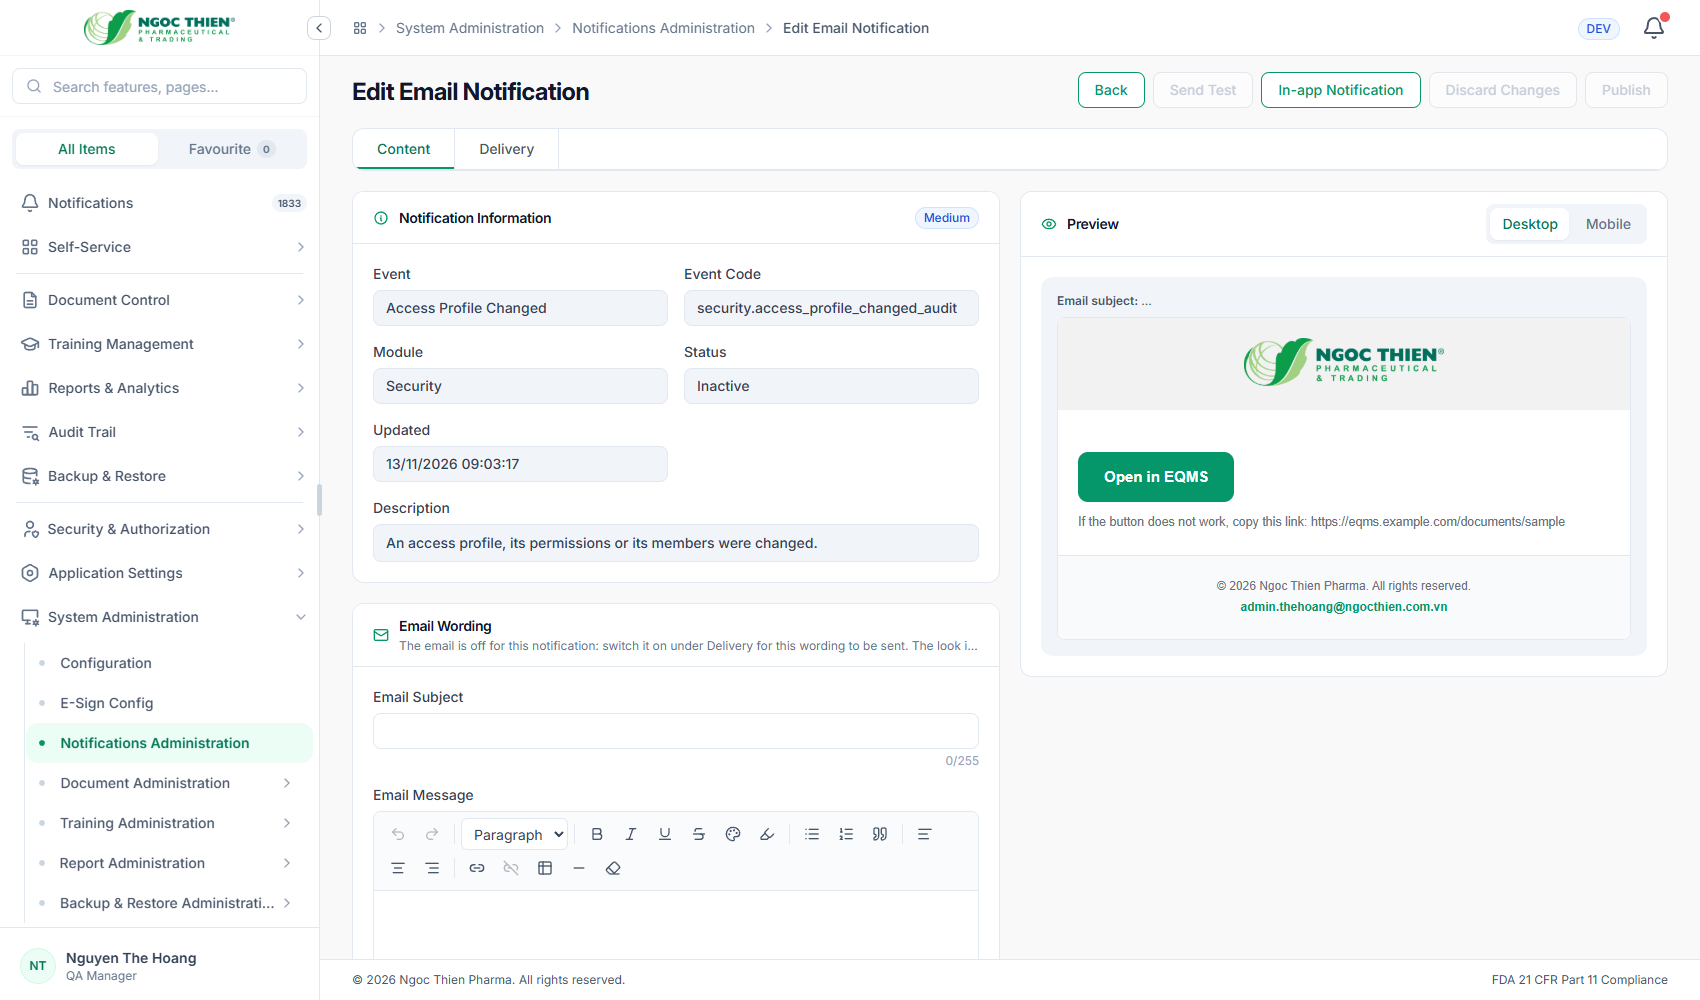 NGOC THIEN®
PHARMACEUTICAL
& TRADING
Search features, pages...
All Items
Favourite 0
Notifications 1833
Self-Service
Document Control
Training Management
Reports & Analytics
Audit Trail
Backup & Restore
Security & Authorization
Application Settings
System Administration
Configuration
E-Sign Config
Notifications Administration
Document Administration
Training Administration
Report Administration
Backup & Restore Administrati...
NT
Nguyen The Hoang
QA Manager
System Administration
Notifications Administration
Edit Email Notification
DEV
Edit Email Notification
Back
Send Test
In-app Notification
Discard Changes
Publish
Content
Delivery
Notification Information
Medium
Event
Access Profile Changed
Event Code
security.access_profile_changed_audit
Module
Security
Status
Inactive
Updated
13/11/2026 09:03:17
Description
An access profile, its permissions or its members were changed.
Email Wording
The email is off for this notification: switch it on under Delivery for this wording to be sent. The look i...
Email Subject
0/255
Email Message
Paragraph
Preview
Desktop
Mobile
Email subject: ...
NGOC THIEN®
PHARMACEUTICAL
& TRADING
Open in EQMS
If the button does not work, copy this link: https://eqms.example.com/documents/sample
© 2026 Ngoc Thien Pharma. All rights reserved.
admin.thehoang@ngocthien.com.vn
© 2026 Ngoc Thien Pharma. All rights reserved.
FDA 21 CFR Part 11 Compliance